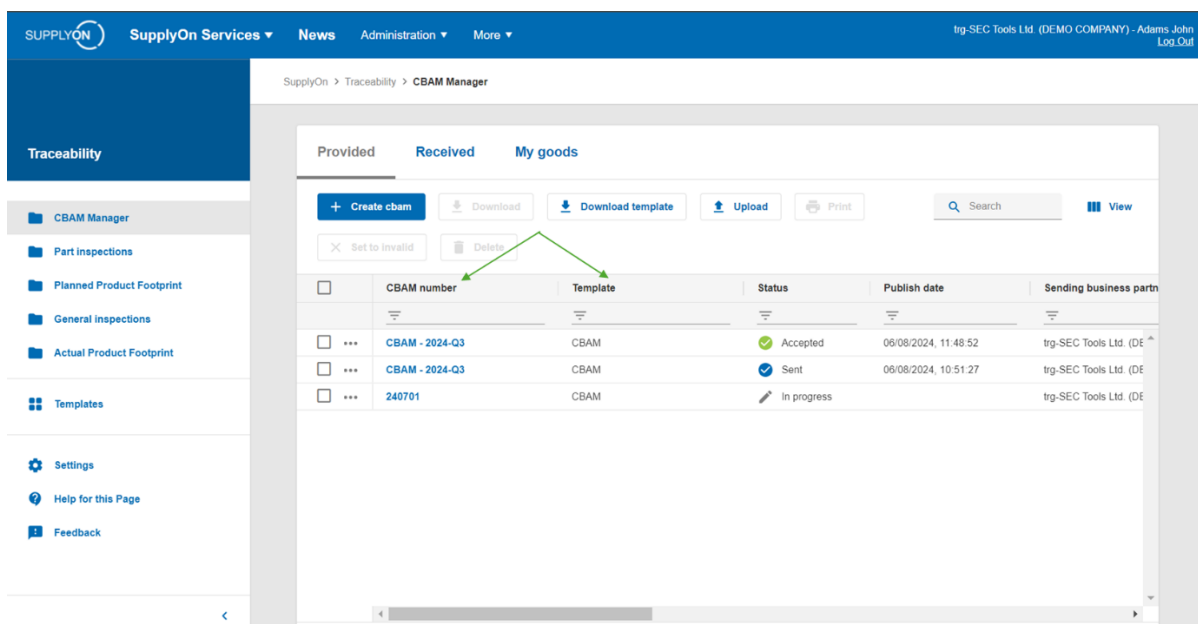 SUPPLYON SupplyOn Services News Administration More trg-SEC Tools Ltd. (DEMO COMPANY) - Adams John
Log Out
SupplyOn > Traceability > CBAM Manager
Traceability
CBAM Manager
Part inspections
Planned Product Footprint
General inspections
Actual Product Footprint
Templates
Settings
Help for this Page
Feedback
Provided Received My goods
+ Create cbam Download Download template Upload Print Search View
Set to invalid Delete
CBAM number Template Status Publish date Sending business partn
CBAM - 2024-Q3 CBAM Accepted 06/08/2024, 11:48:52 trg-SEC Tools Ltd. (DE
CBAM - 2024-Q3 CBAM Sent 06/08/2024, 10:51:27 trg-SEC Tools Ltd. (DE
240701 CBAM In progress trg-SEC Tools Ltd. (DE